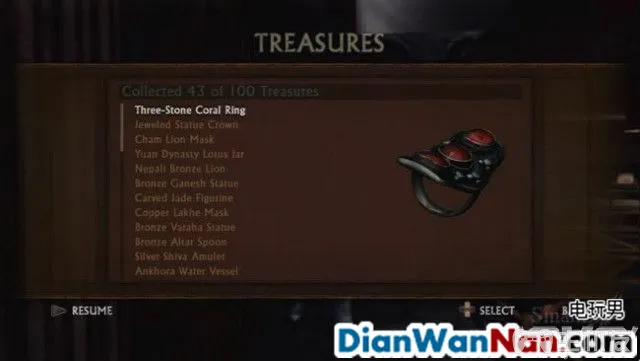 TREASURES
Collected 43 of 100 Treasures
Three-Stone Coral Ring
Jeweled Statue Crown
Cham Lion Mask
Yuan Dynasty Lotus Jar
Nepali Bronze Lion
Bronze Ganesh Statue
Carved Jade Figurine
Copper Lakhe Mask
Bronze Varaha Statue
Bronze Altar Spoon
Silver Shiva Amulet
Ankhora Water Vessel
RESUME
SELECT
电玩男
DianWanNan.com